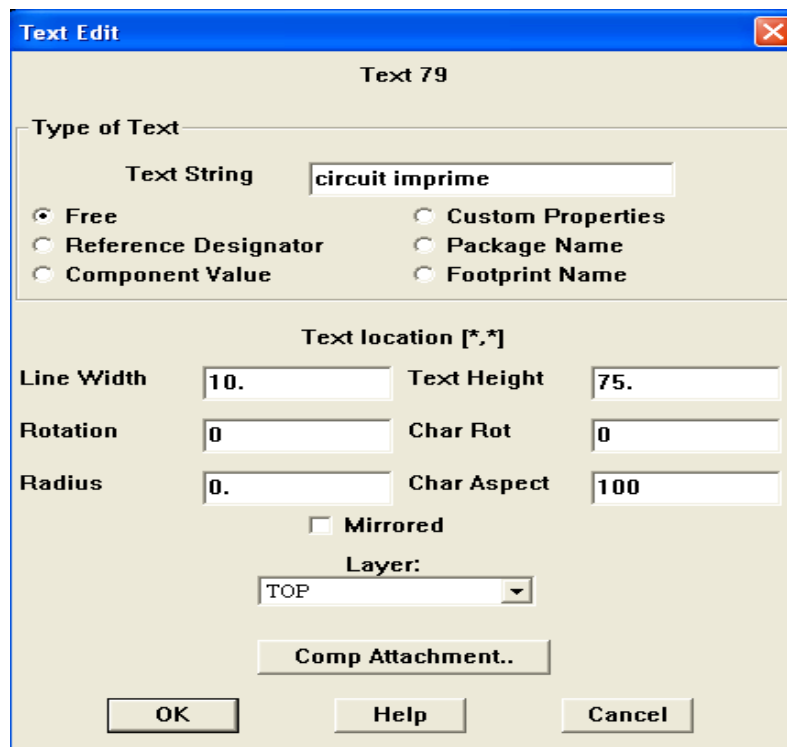 Text Edit
Text 79
Type of Text
Text String circuit imprime
Free Custom Properties
Reference Designator Package Name
Component Value Footprint Name
Text location [*,*]
Line Width 10. Text Height 75.
Rotation 0 Char Rot 0
Radius 0. Char Aspect 100
Mirrored
Layer:
TOP
Comp Attachment..
OK Help Cancel